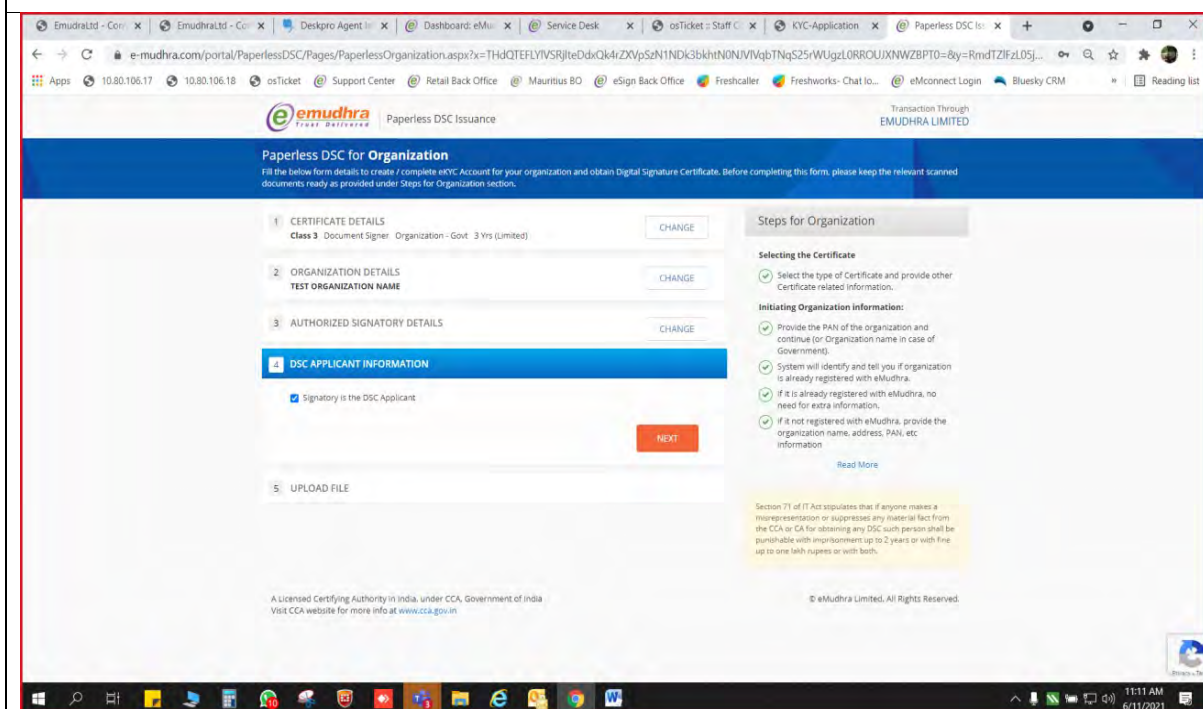 EmudraLtd - Com
EmudhraLtd - Co
Deskpro Agent I
Dashboard: eMu
Service Desk
osTicket :: Staff C
KYC-Application
Paperless DSC Iss
e-mudhra.com/portal/PaperlessDSC/Pages/PaperlessOrganization.aspx
Apps
10.80.106.17
10.80.106.18
osTicket
Support Center
Retail Back Office
Mauritius BO
eSign Back Office
Freshcaller
Freshworks- Chat lo...
eMconnect Login
Bluesky CRM
Reading list
emudhra
Trust Delivered
Paperless DSC Issuance
Transaction Through
EMUDHRA LIMITED
Paperless DSC for Organization
Fill the below form details to create / complete eKYC Account for your organization and obtain Digital Signature Certificate. Before completing this form, please keep the relevant scanned
documents ready as provided under Steps for Organization section.
1 CERTIFICATE DETAILS
Class 3 Document Signer Organization - Govt 3 Yrs (Limited)
CHANGE
2 ORGANIZATION DETAILS
TEST ORGANIZATION NAME
CHANGE
3 AUTHORIZED SIGNATORY DETAILS
CHANGE
4 DSC APPLICANT INFORMATION
Signatory is the DSC Applicant
NEXT
5 UPLOAD FILE
Steps for Organization
Selecting the Certificate
Select the type of Certificate and provide other
Certificate related information.
Initiating Organization information:
Provide the PAN of the organization and
continue (or Organization name in case of
Government).
System will identify and tell you if organization
is already registered with eMudhra.
If it is already registered with eMudhra, no
need for extra information.
If it not registered with eMudhra, provide the
organization name, address, PAN, etc
information
Read More
Section 71 of IT Act stipulates that if anyone makes a
misrepresentation or suppresses any material fact from
the CCA or CA for obtaining any DSC such person shall be
punishable with imprisonment up to 2 years or with fine
up to one lakh rupees or with both.
A Licensed Certifying Authority in India, under CCA, Government of India
Visit CCA website for more info at www.cca.gov.in
© eMudhra Limited, All Rights Reserved.
11:11 AM
6/11/2021